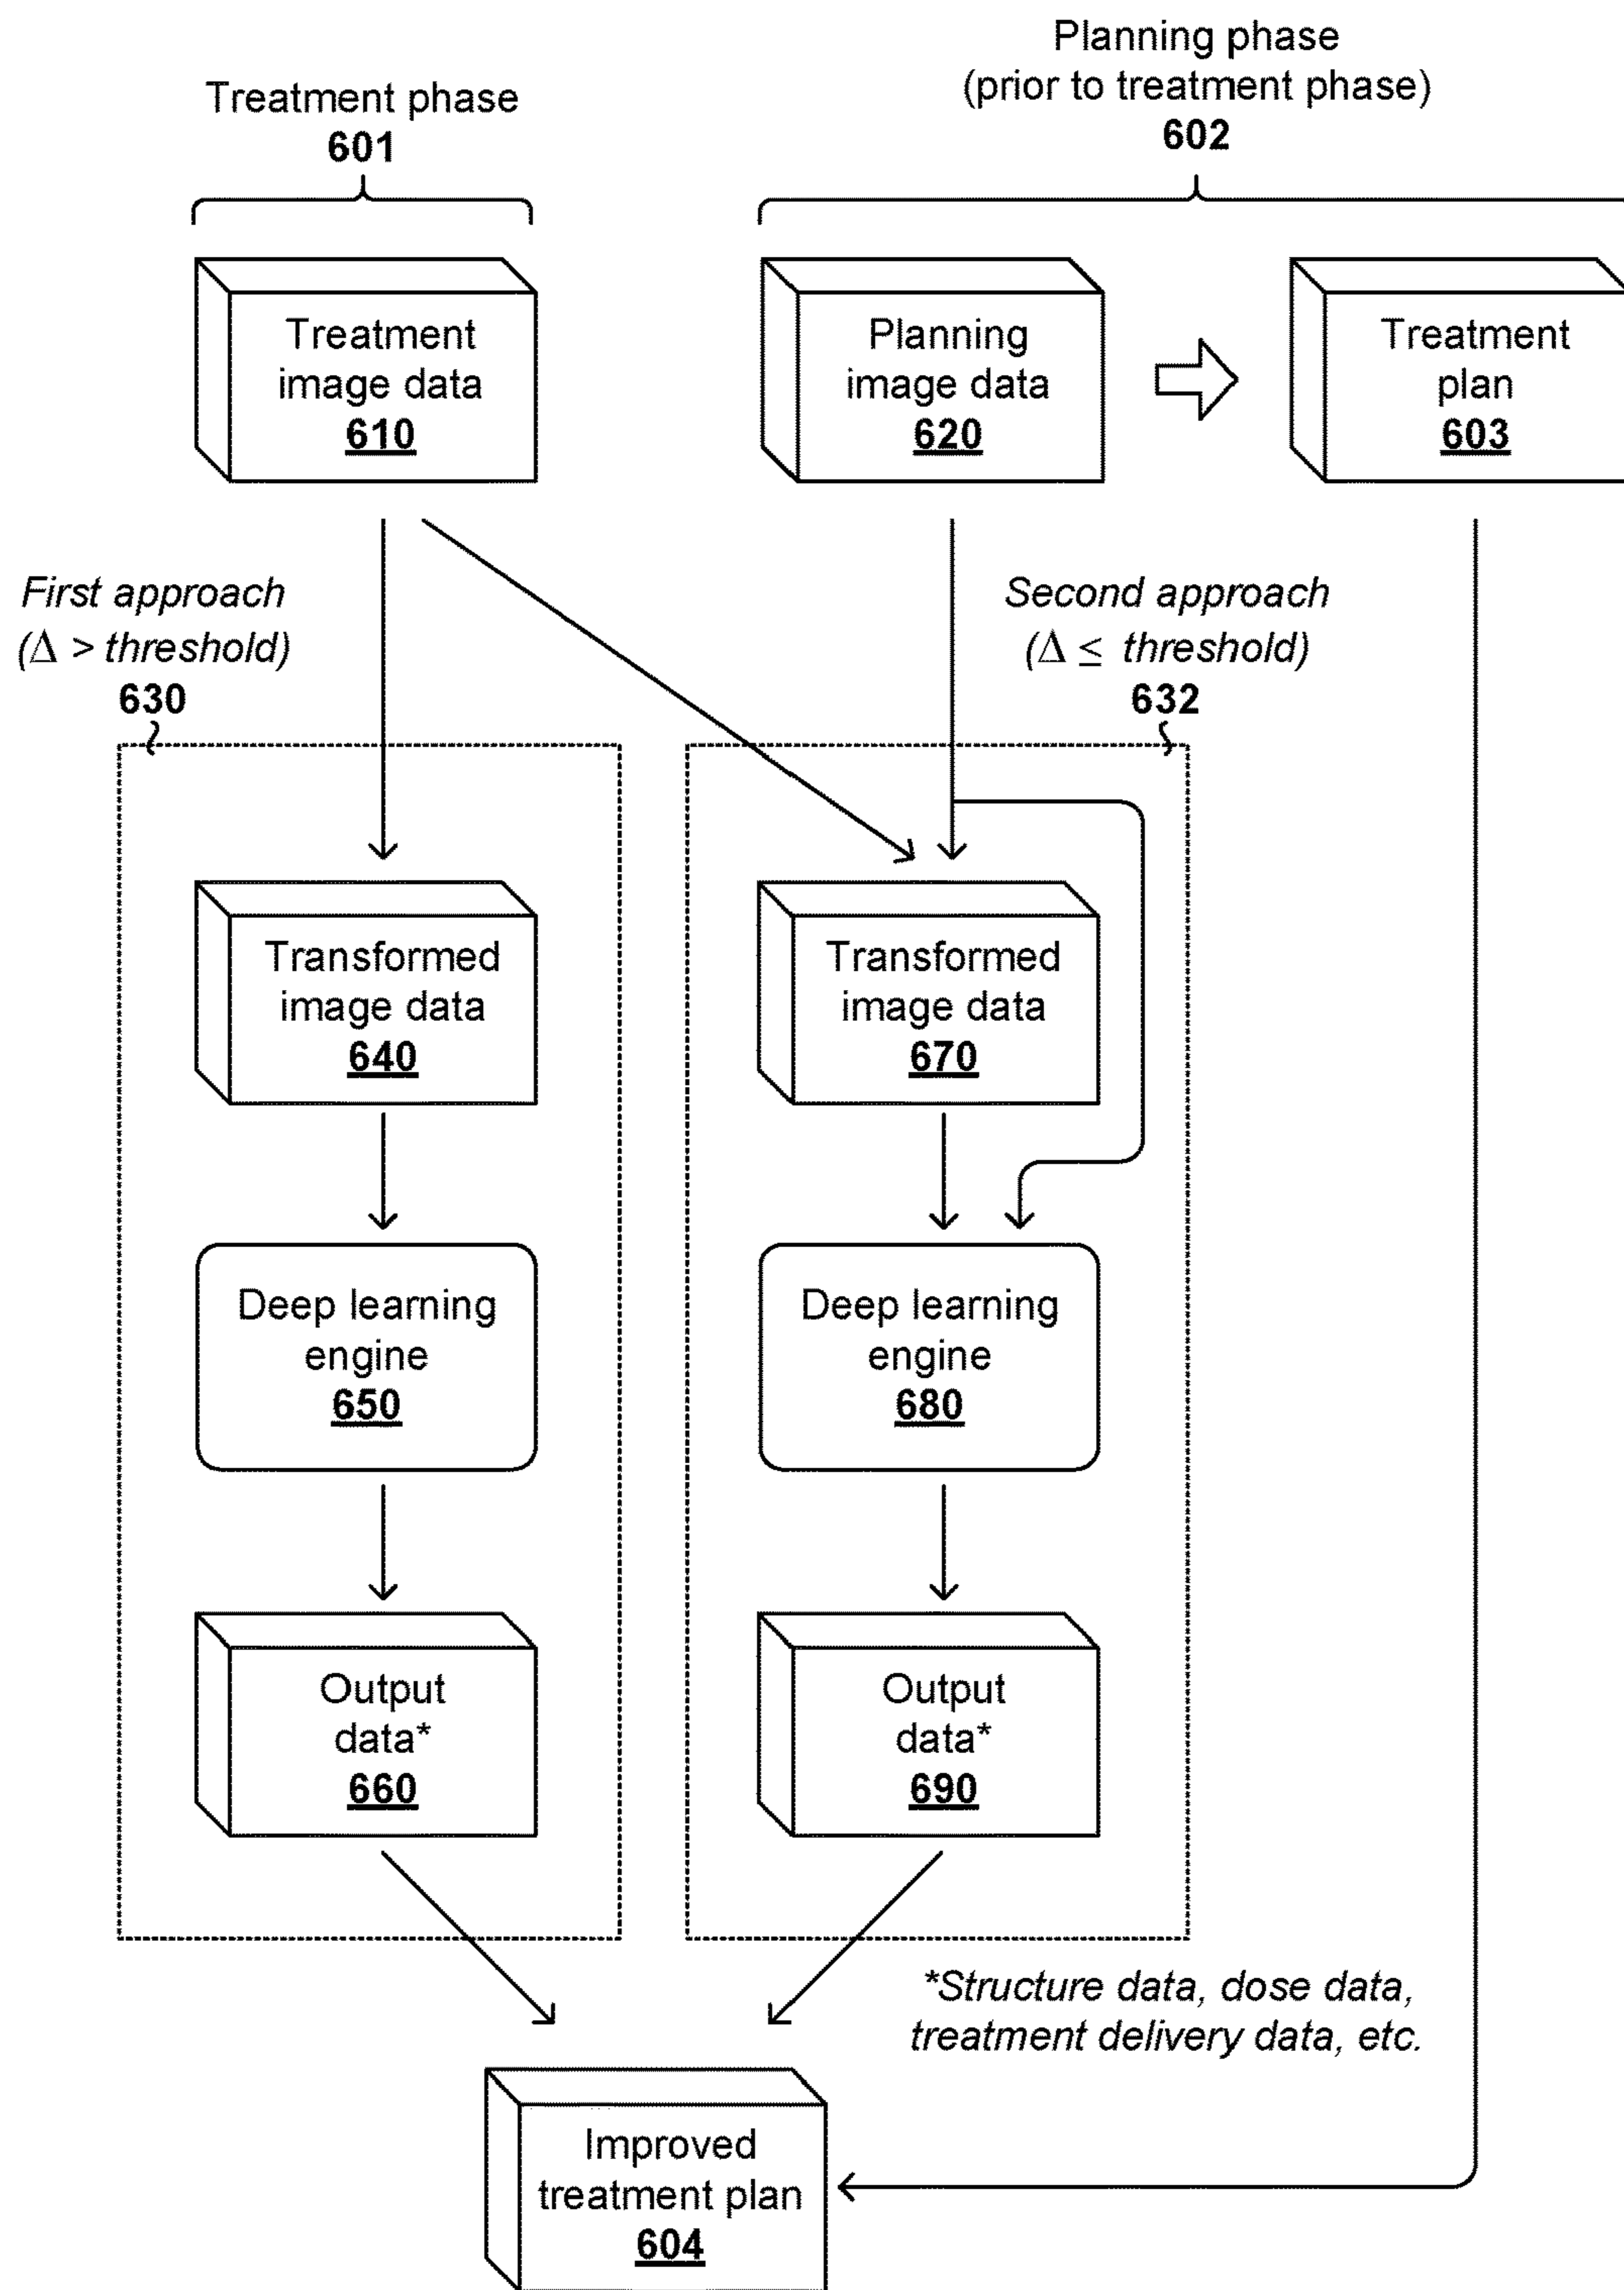 Treatment phase
601
Planning phase
(prior to treatment phase)
602
Treatment
image data
610
Planning
image data
620
Treatment
plan
603
First approach
(Δ > threshold)
630
Second approach
(Δ ≤ threshold)
632
Transformed
image data
640
Transformed
image data
670
Deep learning
engine
650
Deep learning
engine
680
Output
data*
660
Output
data*
690
*Structure data, dose data,
treatment delivery data, etc.
Improved
treatment plan
604